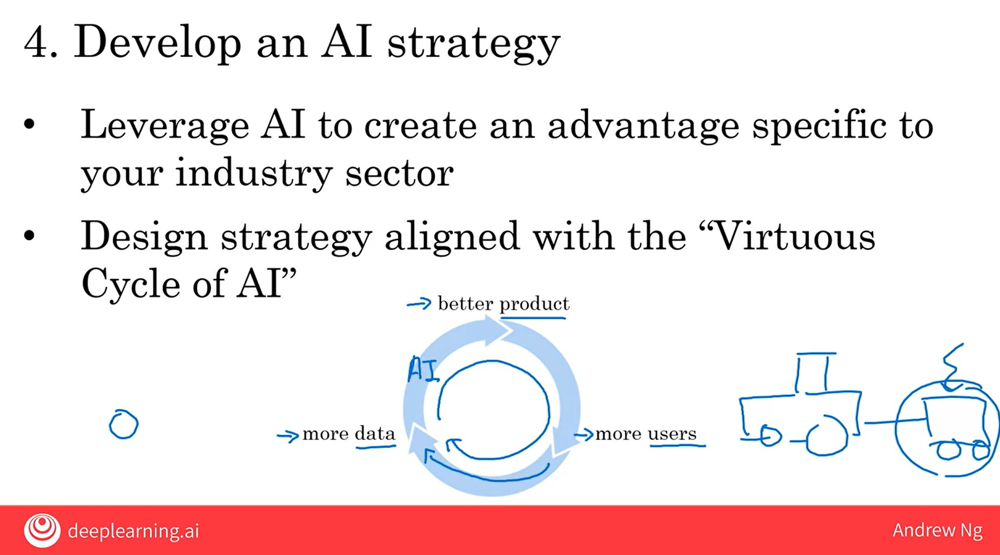 4. Develop an AI strategy
• Leverage AI to create an advantage specific to
your industry sector
• Design strategy aligned with the “Virtuous
Cycle of AI”
→ better product
AI
→ more data
→ more users
deeplearning.ai
Andrew Ng